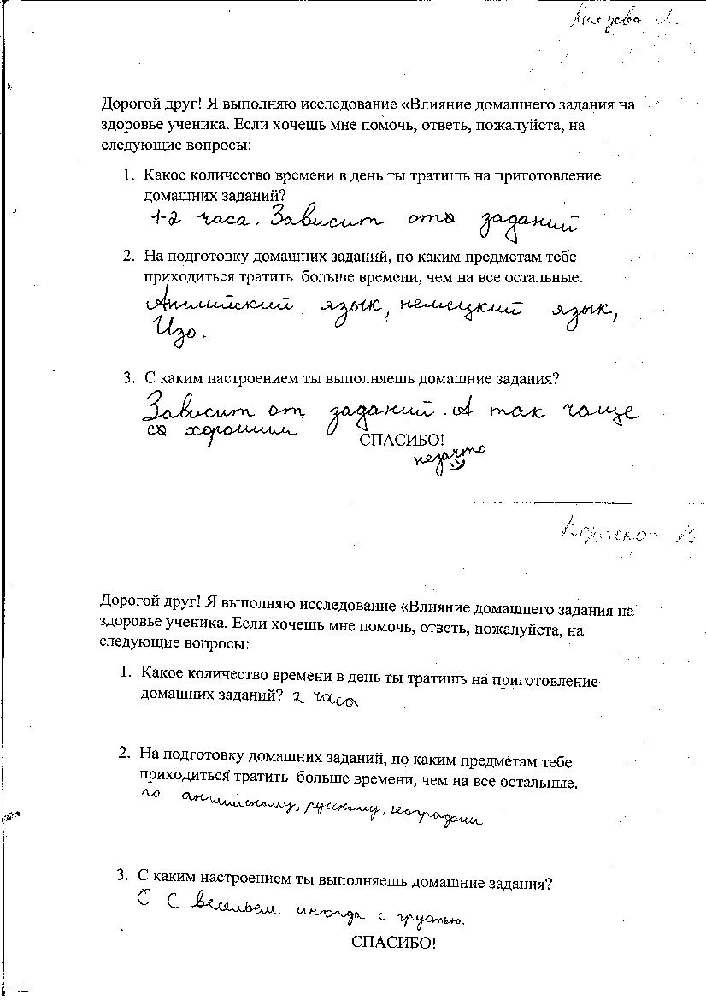 Дорогой друг! Я выполняю исследование «Влияние домашнего задания на
здоровье ученика. Если хочешь мне помочь, ответь, пожалуйста, на
следующие вопросы:
1. Какое количество времени в день ты тратишь на приготовление
домашних заданий?
1-2 часа. Зависит от заданий
2. На подготовку домашних заданий, по каким предметам тебе
приходиться тратить больше времени, чем на все остальные.
Английский язык, немецкий язык,
Изо.
3. С каким настроением ты выполняешь домашние задания?
Зависит от заданий. А так чаще
с хорошим
СПАСИБО!
незачто
Дорогой друг! Я выполняю исследование «Влияние домашнего задания на
здоровье ученика. Если хочешь мне помочь, ответь, пожалуйста, на
следующие вопросы:
1. Какое количество времени в день ты тратишь на приготовление
домашних заданий? 2 часа
2. На подготовку домашних заданий, по каким предметам тебе
приходиться тратить больше времени, чем на все остальные.
по английскому, русскому, географии
3. С каким настроением ты выполняешь домашние задания?
С С весельем иногда с грустью.
СПАСИБО!